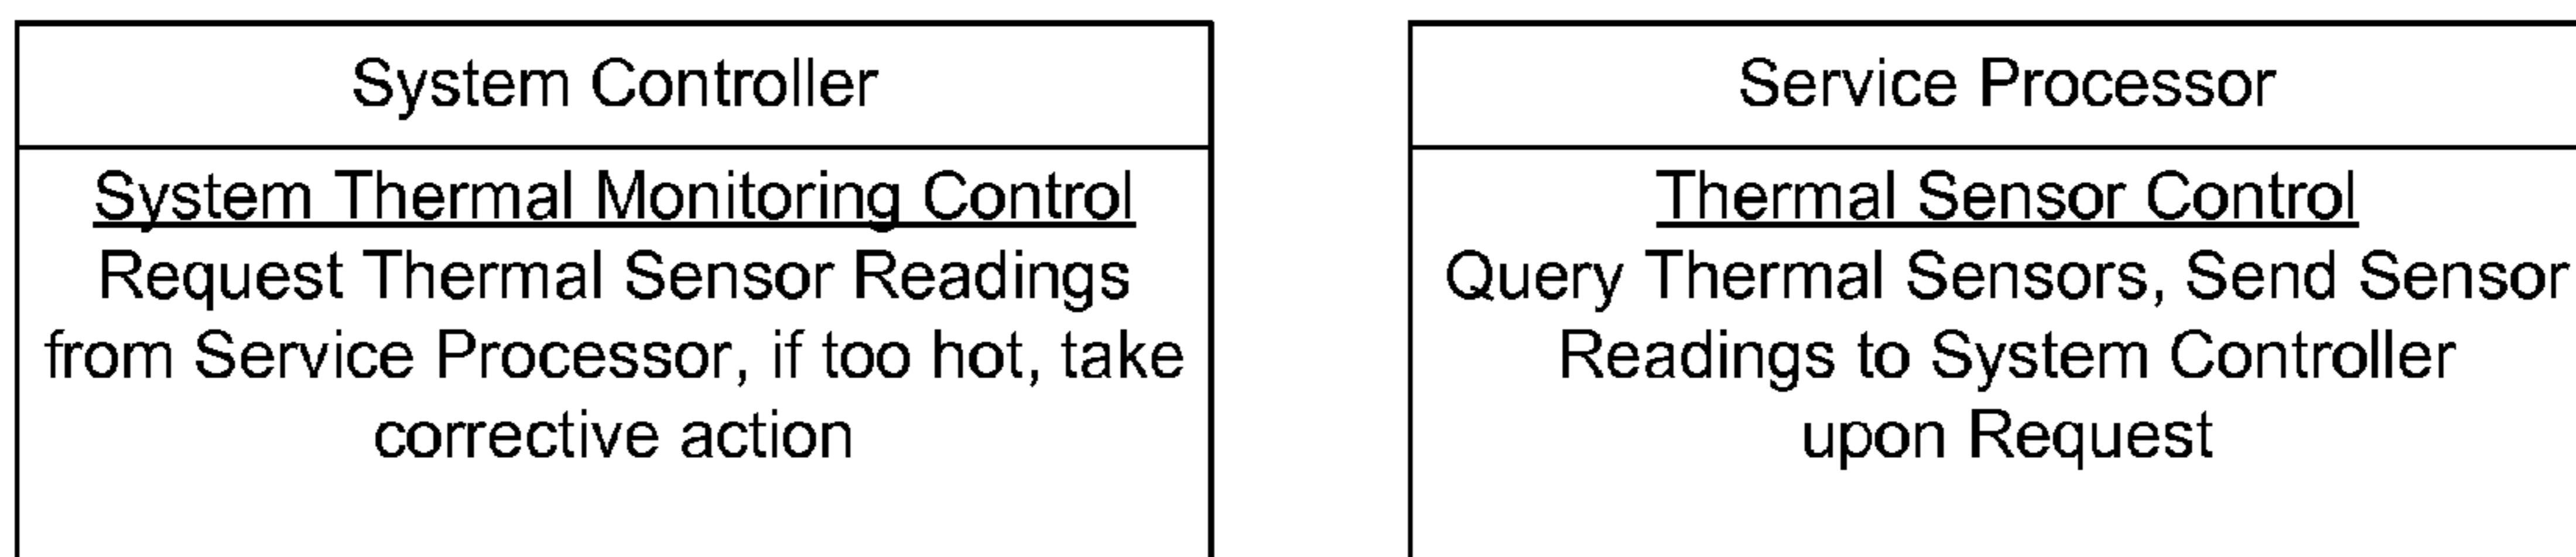 System Controller
System Thermal Monitoring Control
Request Thermal Sensor Readings
from Service Processor, if too hot, take
corrective action
Service Processor
Thermal Sensor Control
Query Thermal Sensors, Send Sensor
Readings to System Controller
upon Request